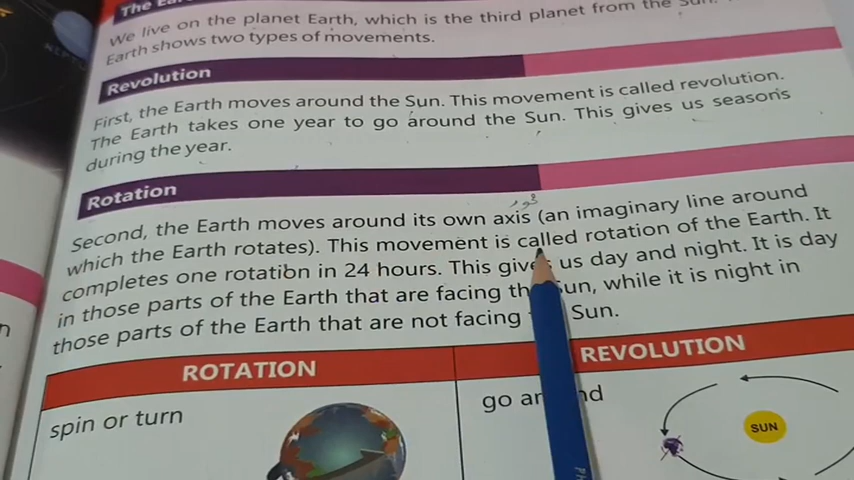 The Ea
We live on the planet Earth, which is the third planet from the Sun.
Earth shows two types of movements.
Revolution
First, the Earth moves around the Sun. This movement is called revolution.
The Earth takes one year to go around the Sun. This gives us seasons
during the year.
Rotation
محور
Second, the Earth moves around its own axis (an imaginary line around
which the Earth rotates). This movement is called rotation of the Earth. It
completes one rotation in 24 hours. This gives us day and night. It is day
in those parts of the Earth that are facing the Sun, while it is night in
those parts of the Earth that are not facing Sun.
ROTATION REVOLUTION
spin or turn
SUN